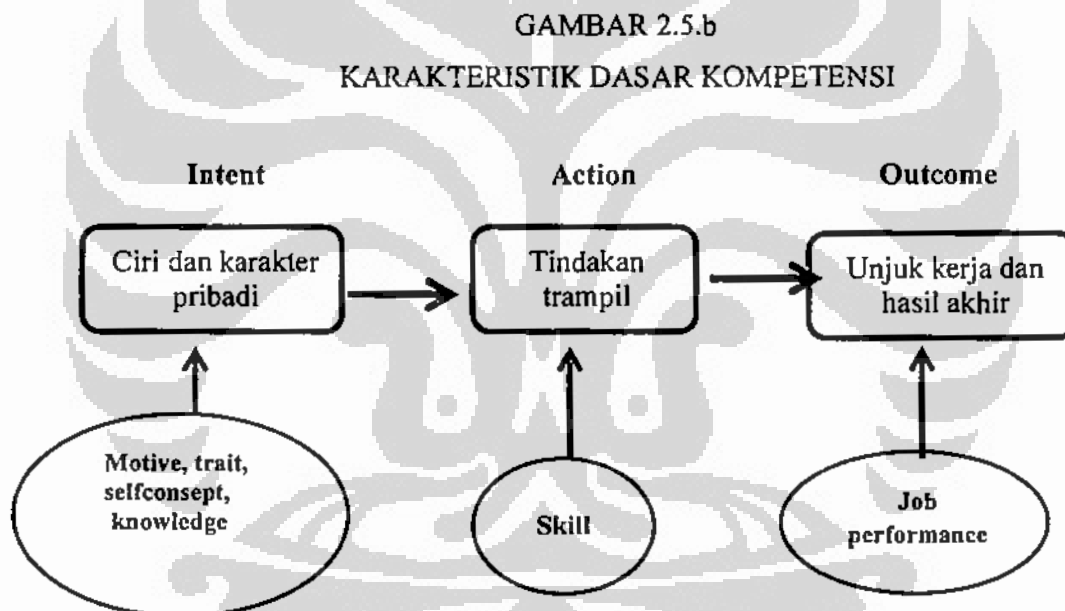 GAMBAR 2.5.b
KARAKTERISTIK DASAR KOMPETENSI
Intent
Action
Outcome
Ciri dan karakter
pribadi
Tindakan
trampil
Unjuk kerja dan
hasil akhir
Motive, trait,
selfconsept,
knowledge
Skill
Job
performance